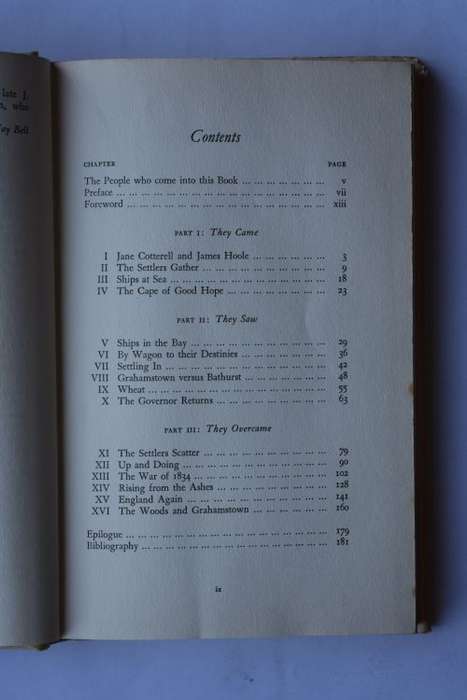 late J.
who
Fay Bell
Contents
CHAPTER PAGE
The People who come into this Book ... ... ... ... ... ... v
Preface ... ... ... ... ... ... ... ... ... ... ... ... ... vii
Foreword ... ... ... ... ... ... ... ... ... ... ... ... xiii
PART I: They Came
I Jane Cotterell and James Hoole ... ... ... ... ... 3
II The Settlers Gather ... ... ... ... ... ... ... ... 9
III Ships at Sea ... ... ... ... ... ... ... ... ... ... 18
IV The Cape of Good Hope ... ... ... ... ... ... ... 23
PART II: They Saw
V Ships in the Bay ... ... ... ... ... ... ... ... ... 29
VI By Wagon to their Destinies ... ... ... ... ... ... 36
VII Settling In ... ... ... ... ... ... ... ... ... ... 42
VIII Grahamstown versus Bathurst ... ... ... ... ... 48
IX Wheat ... ... ... ... ... ... ... ... ... ... ... 55
X The Governor Returns ... ... ... ... ... ... ... 63
PART III: They Overcame
XI The Settlers Scatter ... ... ... ... ... ... ... ... 79
XII Up and Doing ... ... ... ... ... ... ... ... ... 90
XIII The War of 1834 ... ... ... ... ... ... ... ... ... 102
XIV Rising from the Ashes ... ... ... ... ... ... ... 128
XV England Again ... ... ... ... ... ... ... ... ... 141
XVI The Woods and Grahamstown ... ... ... ... ... 160
Epilogue ... ... ... ... ... ... ... ... ... ... ... ... 179
Bibliography ... ... ... ... ... ... ... ... ... ... ... 181
ix